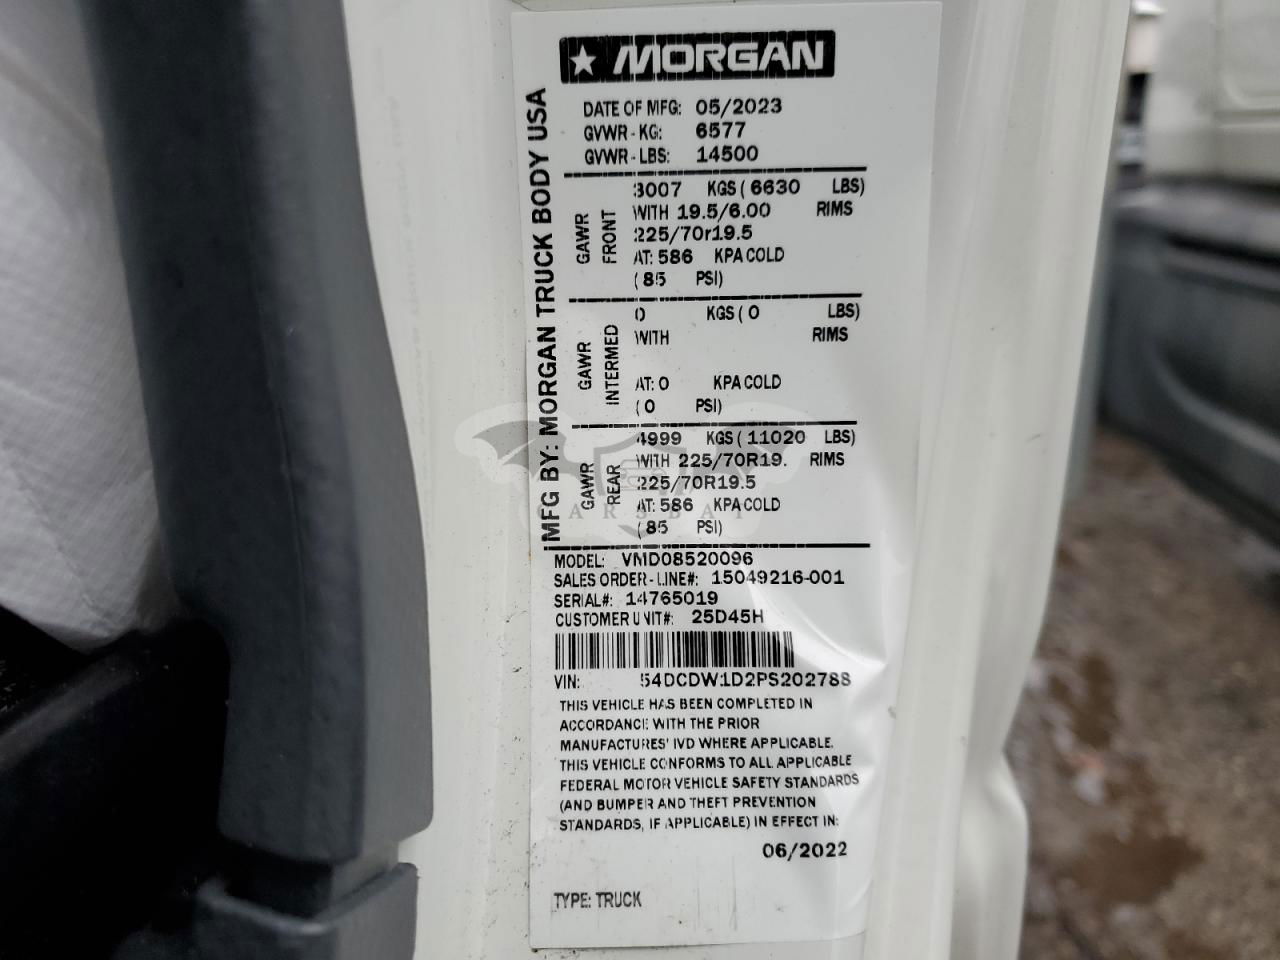 MORGAN
MFG BY: MORGAN TRUCK BODY USA
DATE OF MFG: 05/2023
GVWR - KG: 6577
GVWR - LBS: 14500
GAWR FRONT
3007 KGS ( 6630 LBS)
WITH 19.5/6.00 RIMS
225/70r19.5
AT: 586 KPA COLD
( 85 PSI)
GAWR INTERMED
0 KGS ( 0 LBS)
WITH RIMS
AT: 0 KPA COLD
( 0 PSI)
GAWR REAR
4999 KGS ( 11020 LBS)
WITH 225/70R19. RIMS
225/70R19.5
AT: 586 KPA COLD
( 85 PSI)
CARSBAT
MODEL: VMD08520096
SALES ORDER - LINE#: 15049216-001
SERIAL#: 14765019
CUSTOMER UNIT#: 25D45H
VIN: 54DCDW1D2PS202788
THIS VEHICLE HAS BEEN COMPLETED IN
ACCORDANCE WITH THE PRIOR
MANUFACTURES' IVD WHERE APPLICABLE.
THIS VEHICLE CONFORMS TO ALL APPLICABLE
FEDERAL MOTOR VEHICLE SAFETY STANDARDS
(AND BUMPER AND THEFT PREVENTION
STANDARDS, IF APPLICABLE) IN EFFECT IN:
06/2022
TYPE: TRUCK